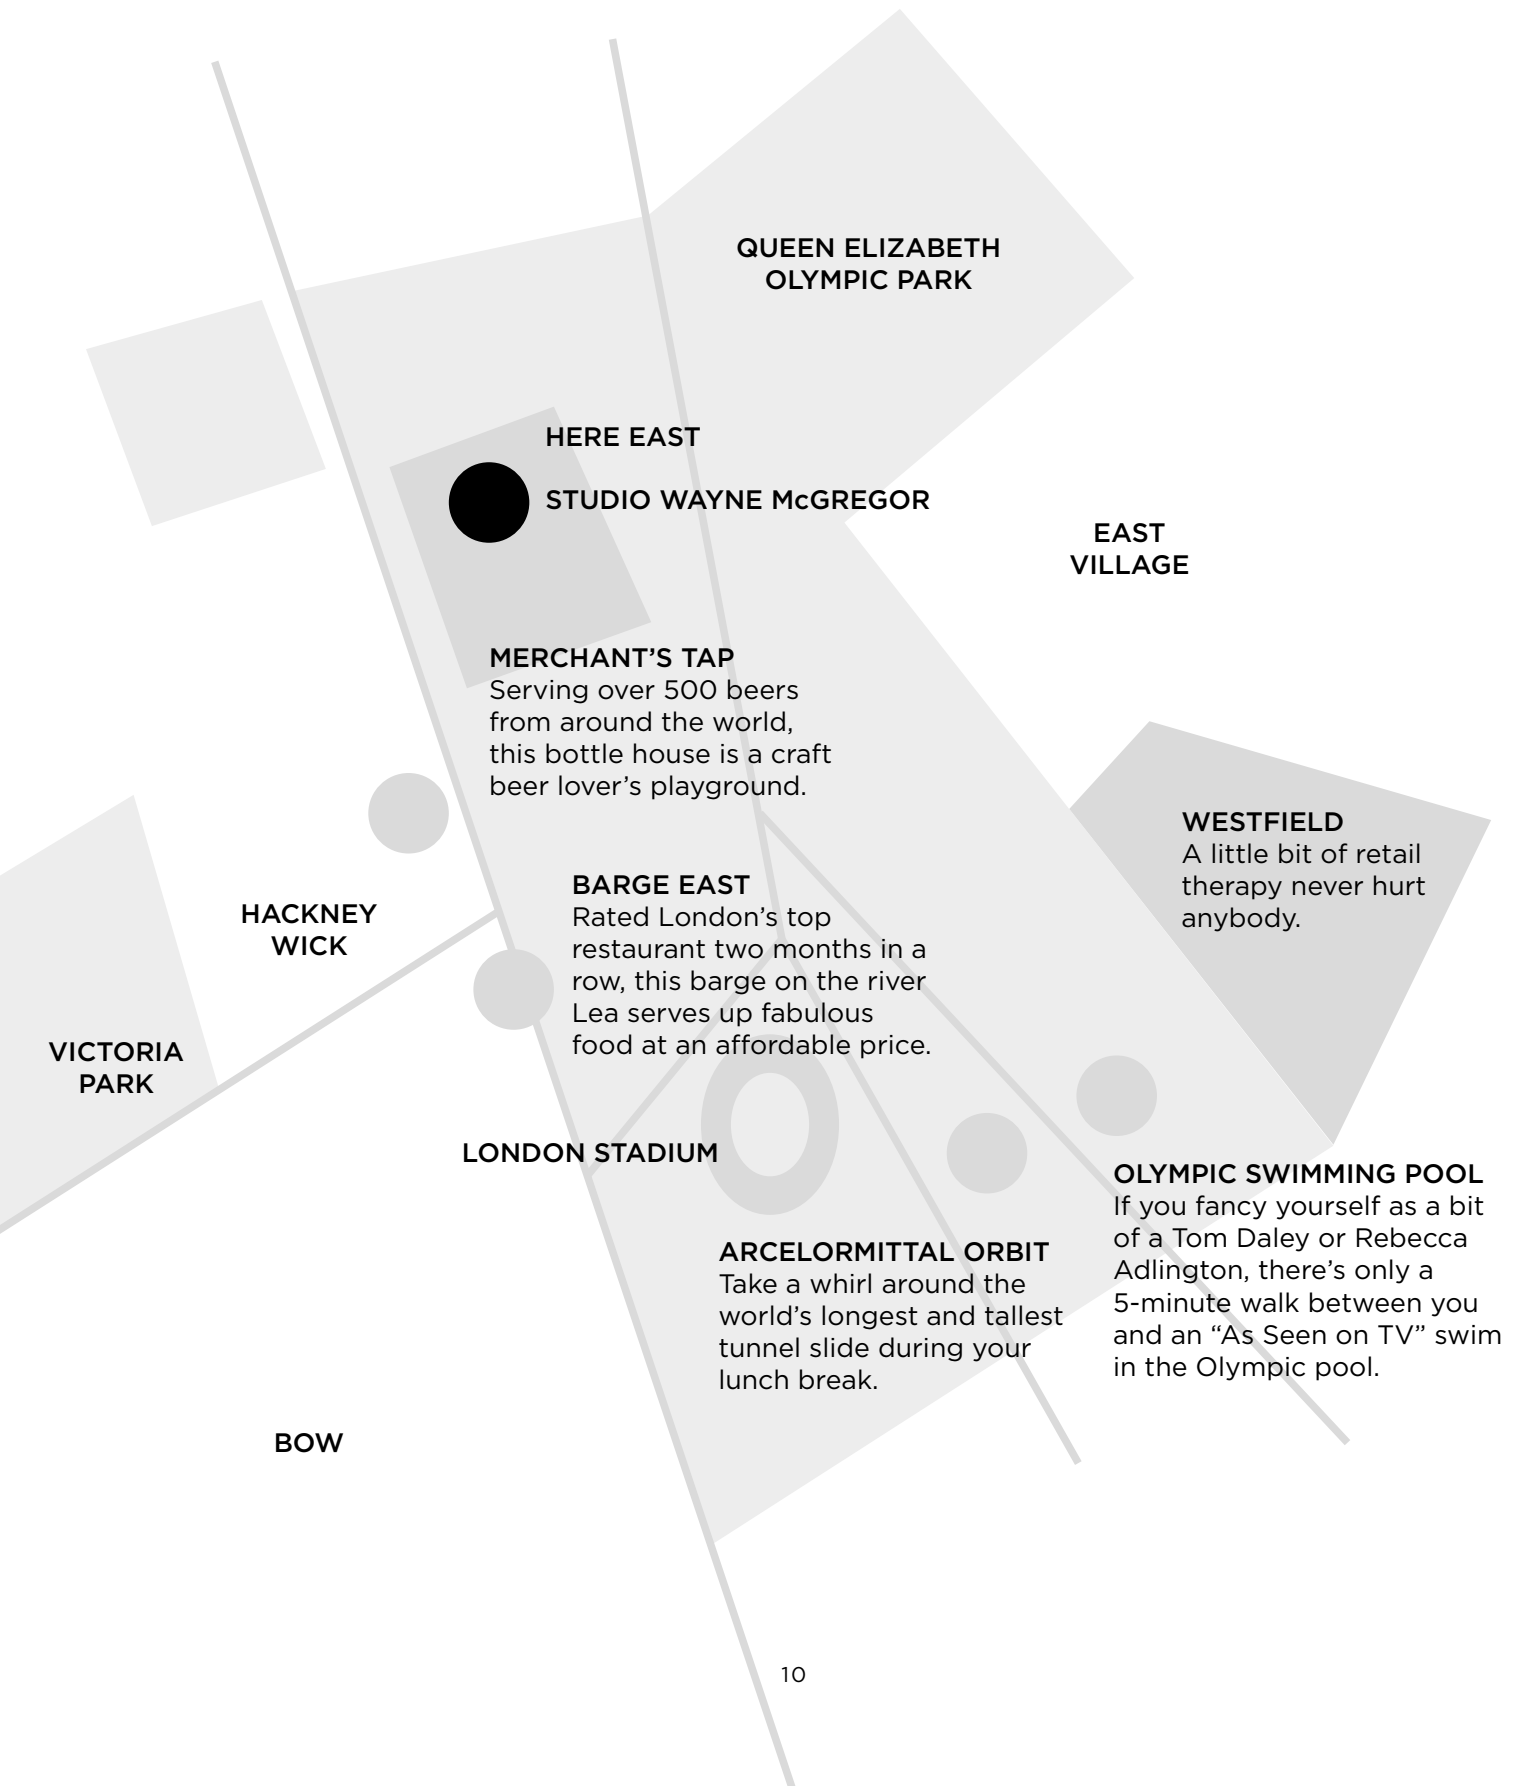 QUEEN ELIZABETH
OLYMPIC PARK
HERE EAST
STUDIO WAYNE McGREGOR
EAST
VILLAGE
MERCHANT’S TAP
Serving over 500 beers
from around the world,
this bottle house is a craft
beer lover’s playground.
WESTFIELD
A little bit of retail
therapy never hurt
anybody.
BARGE EAST
Rated London’s top
restaurant two months in a
row, this barge on the river
Lea serves up fabulous
food at an affordable price.
HACKNEY
WICK
VICTORIA
PARK
LONDON STADIUM
OLYMPIC SWIMMING POOL
If you fancy yourself as a bit
of a Tom Daley or Rebecca
Adlington, there’s only a
5-minute walk between you
and an “As Seen on TV” swim
in the Olympic pool.
ARCELORMITTAL ORBIT
Take a whirl around the
world’s longest and tallest
tunnel slide during your
lunch break.
BOW
10